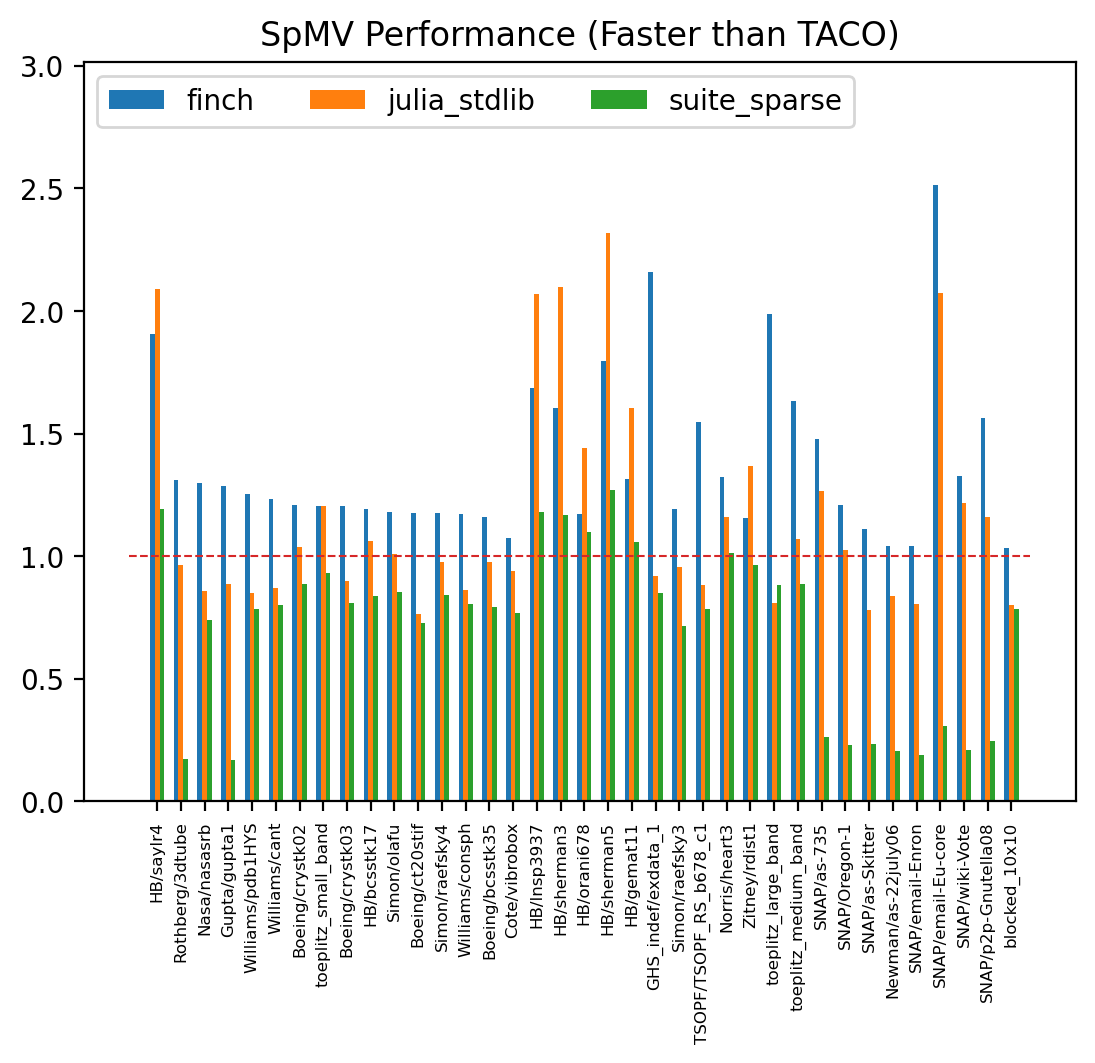 SpMV Performance (Faster than TACO)
finch julia_stdlib suite_sparse
3.0
2.5
2.0
1.5
1.0
0.5
0.0
HB/saylr4
Rothberg/3dtube
Nasa/nasasrb
Gupta/gupta1
Williams/pdb1HYS
Williams/cant
Boeing/crystk02
toeplitz_small_band
Boeing/crystk03
HB/bcsstk17
Simon/olafu
Boeing/ct20stif
Simon/raefsky4
Williams/consph
Boeing/bcsstk35
Cote/vibrobox
HB/lnsp3937
HB/sherman3
HB/orani678
HB/sherman5
HB/gemat11
GHS_indef/exdata_1
Simon/raefsky3
TSOPF/TSOPF_RS_b678_c1
Norris/heart3
Zitney/rdist1
toeplitz_large_band
toeplitz_medium_band
SNAP/as-735
SNAP/Oregon-1
SNAP/as-Skitter
Newman/as-22july06
SNAP/email-Enron
SNAP/email-Eu-core
SNAP/wiki-Vote
SNAP/p2p-Gnutella08
blocked_10x10